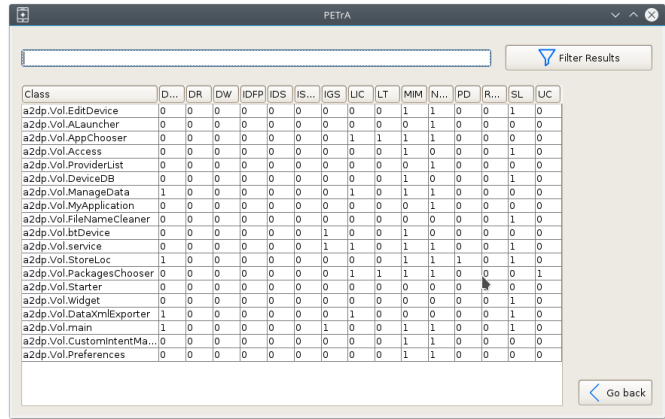 PETrA
Filter Results
Class D... DR DW IDFP IDS IS... IGS LIC LT MIM N... PD R... SL UC
a2dp.Vol.EditDevice 0 0 0 0 0 0 0 0 0 1 1 0 0 1 0
a2dp.Vol.ALauncher 0 0 0 0 0 0 0 0 0 0 1 0 0 0 0
a2dp.Vol.AppChooser 0 0 0 0 0 0 0 1 1 1 1 0 0 0 0
a2dp.Vol.Access 0 0 0 0 0 0 0 0 0 1 0 0 0 1 0
a2dp.Vol.ProviderList 0 0 0 0 0 0 0 0 0 0 1 0 0 0 0
a2dp.Vol.DeviceDB 0 0 0 0 0 0 0 0 0 1 0 0 0 1 0
a2dp.Vol.ManageData 1 0 0 0 0 0 0 1 0 1 1 0 0 0 0
a2dp.Vol.MyApplication 0 0 0 0 0 0 0 0 0 0 1 0 0 0 0
a2dp.Vol.FileNameCleaner 0 0 0 0 0 0 0 0 0 0 0 0 0 1 0
a2dp.Vol.btDevice 0 0 0 0 0 0 1 0 0 1 0 0 0 0 0
a2dp.Vol.service 0 0 0 0 0 0 1 1 0 1 1 0 0 1 0
a2dp.Vol.StoreLoc 1 0 0 0 0 0 0 0 0 1 1 1 0 1 0
a2dp.Vol.PackagesChooser 0 0 0 0 0 0 0 1 1 1 1 0 0 0 1
a2dp.Vol.Starter 0 0 0 0 0 0 0 0 0 0 0 0 0 0 0
a2dp.Vol.Widget 0 0 0 0 0 0 0 0 0 0 0 0 0 1 0
a2dp.Vol.DataXmlExporter 1 0 0 0 0 0 0 1 0 0 0 0 0 1 0
a2dp.Vol.main 1 0 0 0 0 0 1 0 0 1 1 0 0 1 0
a2dp.Vol.CustomIntentMa... 0 0 0 0 0 0 0 0 0 1 1 0 0 0 0
a2dp.Vol.Preferences 0 0 0 0 0 0 0 0 0 1 1 0 0 0 0
Go back